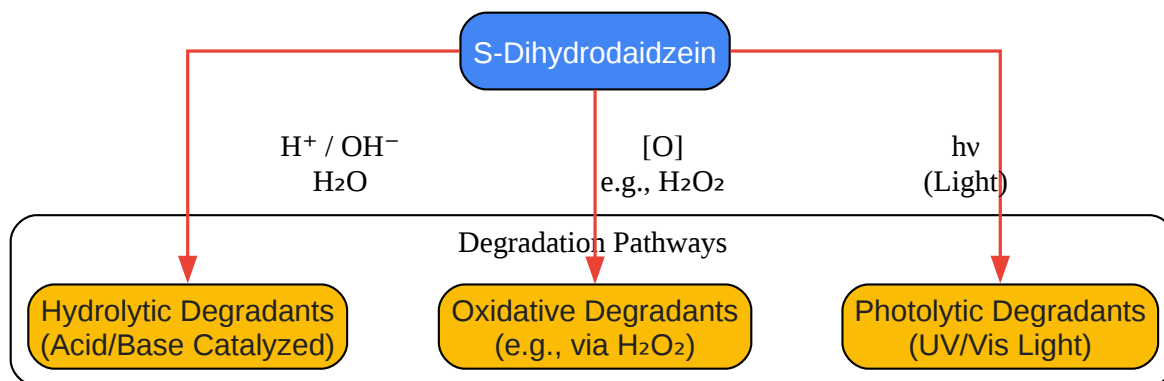 S-Dihydrodaidzein
H⁺ / OH⁻
H₂O
[O]
e.g., H₂O₂
hν
(Light)
Degradation Pathways
Hydrolytic Degradants
(Acid/Base Catalyzed)
Oxidative Degradants
(e.g., via H₂O₂)
Photolytic Degradants
(UV/Vis Light)